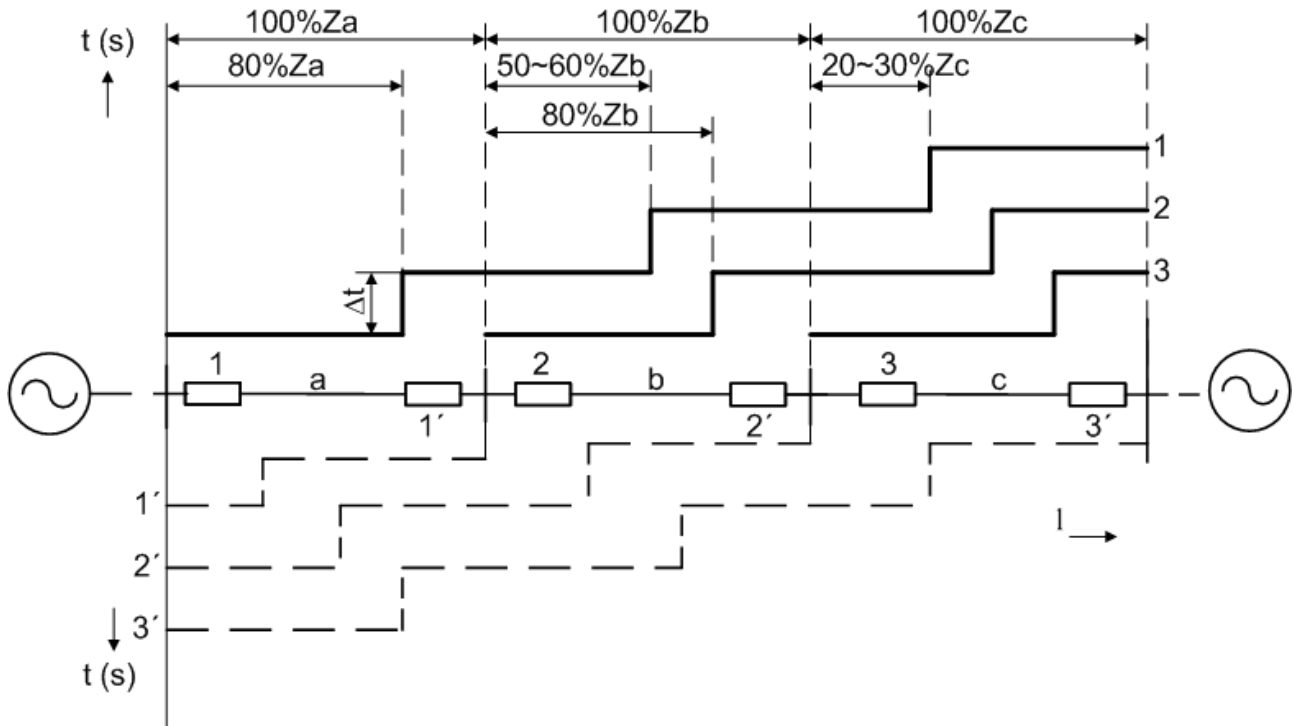 t (s)
100%Za
100%Zb
100%Zc
80%Za
50~60%Zb
20~30%Zc
80%Zb
1
2
3
Δt
1
a
1´
2
b
2´
3
c
3´
1´
2´
3´
l
t (s)